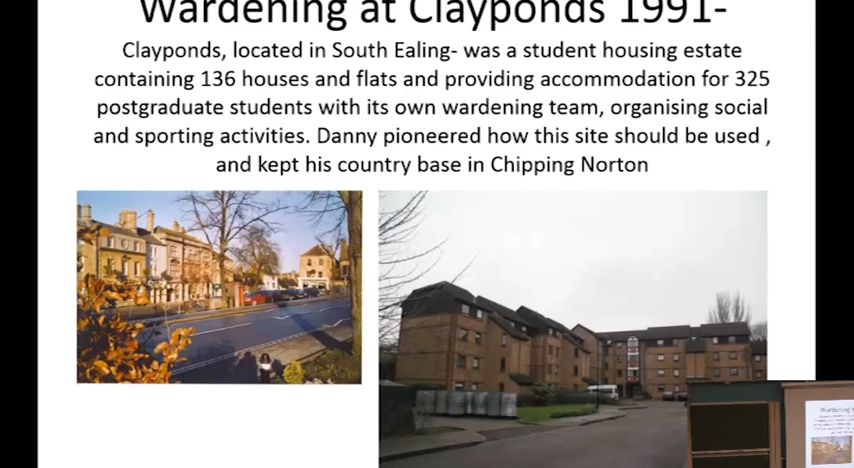 Wardening at Clayponds 1991-
Clayponds, located in South Ealing- was a student housing estate
containing 136 houses and flats and providing accommodation for 325
postgraduate students with its own wardening team, organising social
and sporting activities. Danny pioneered how this site should be used ,
and kept his country base in Chipping Norton